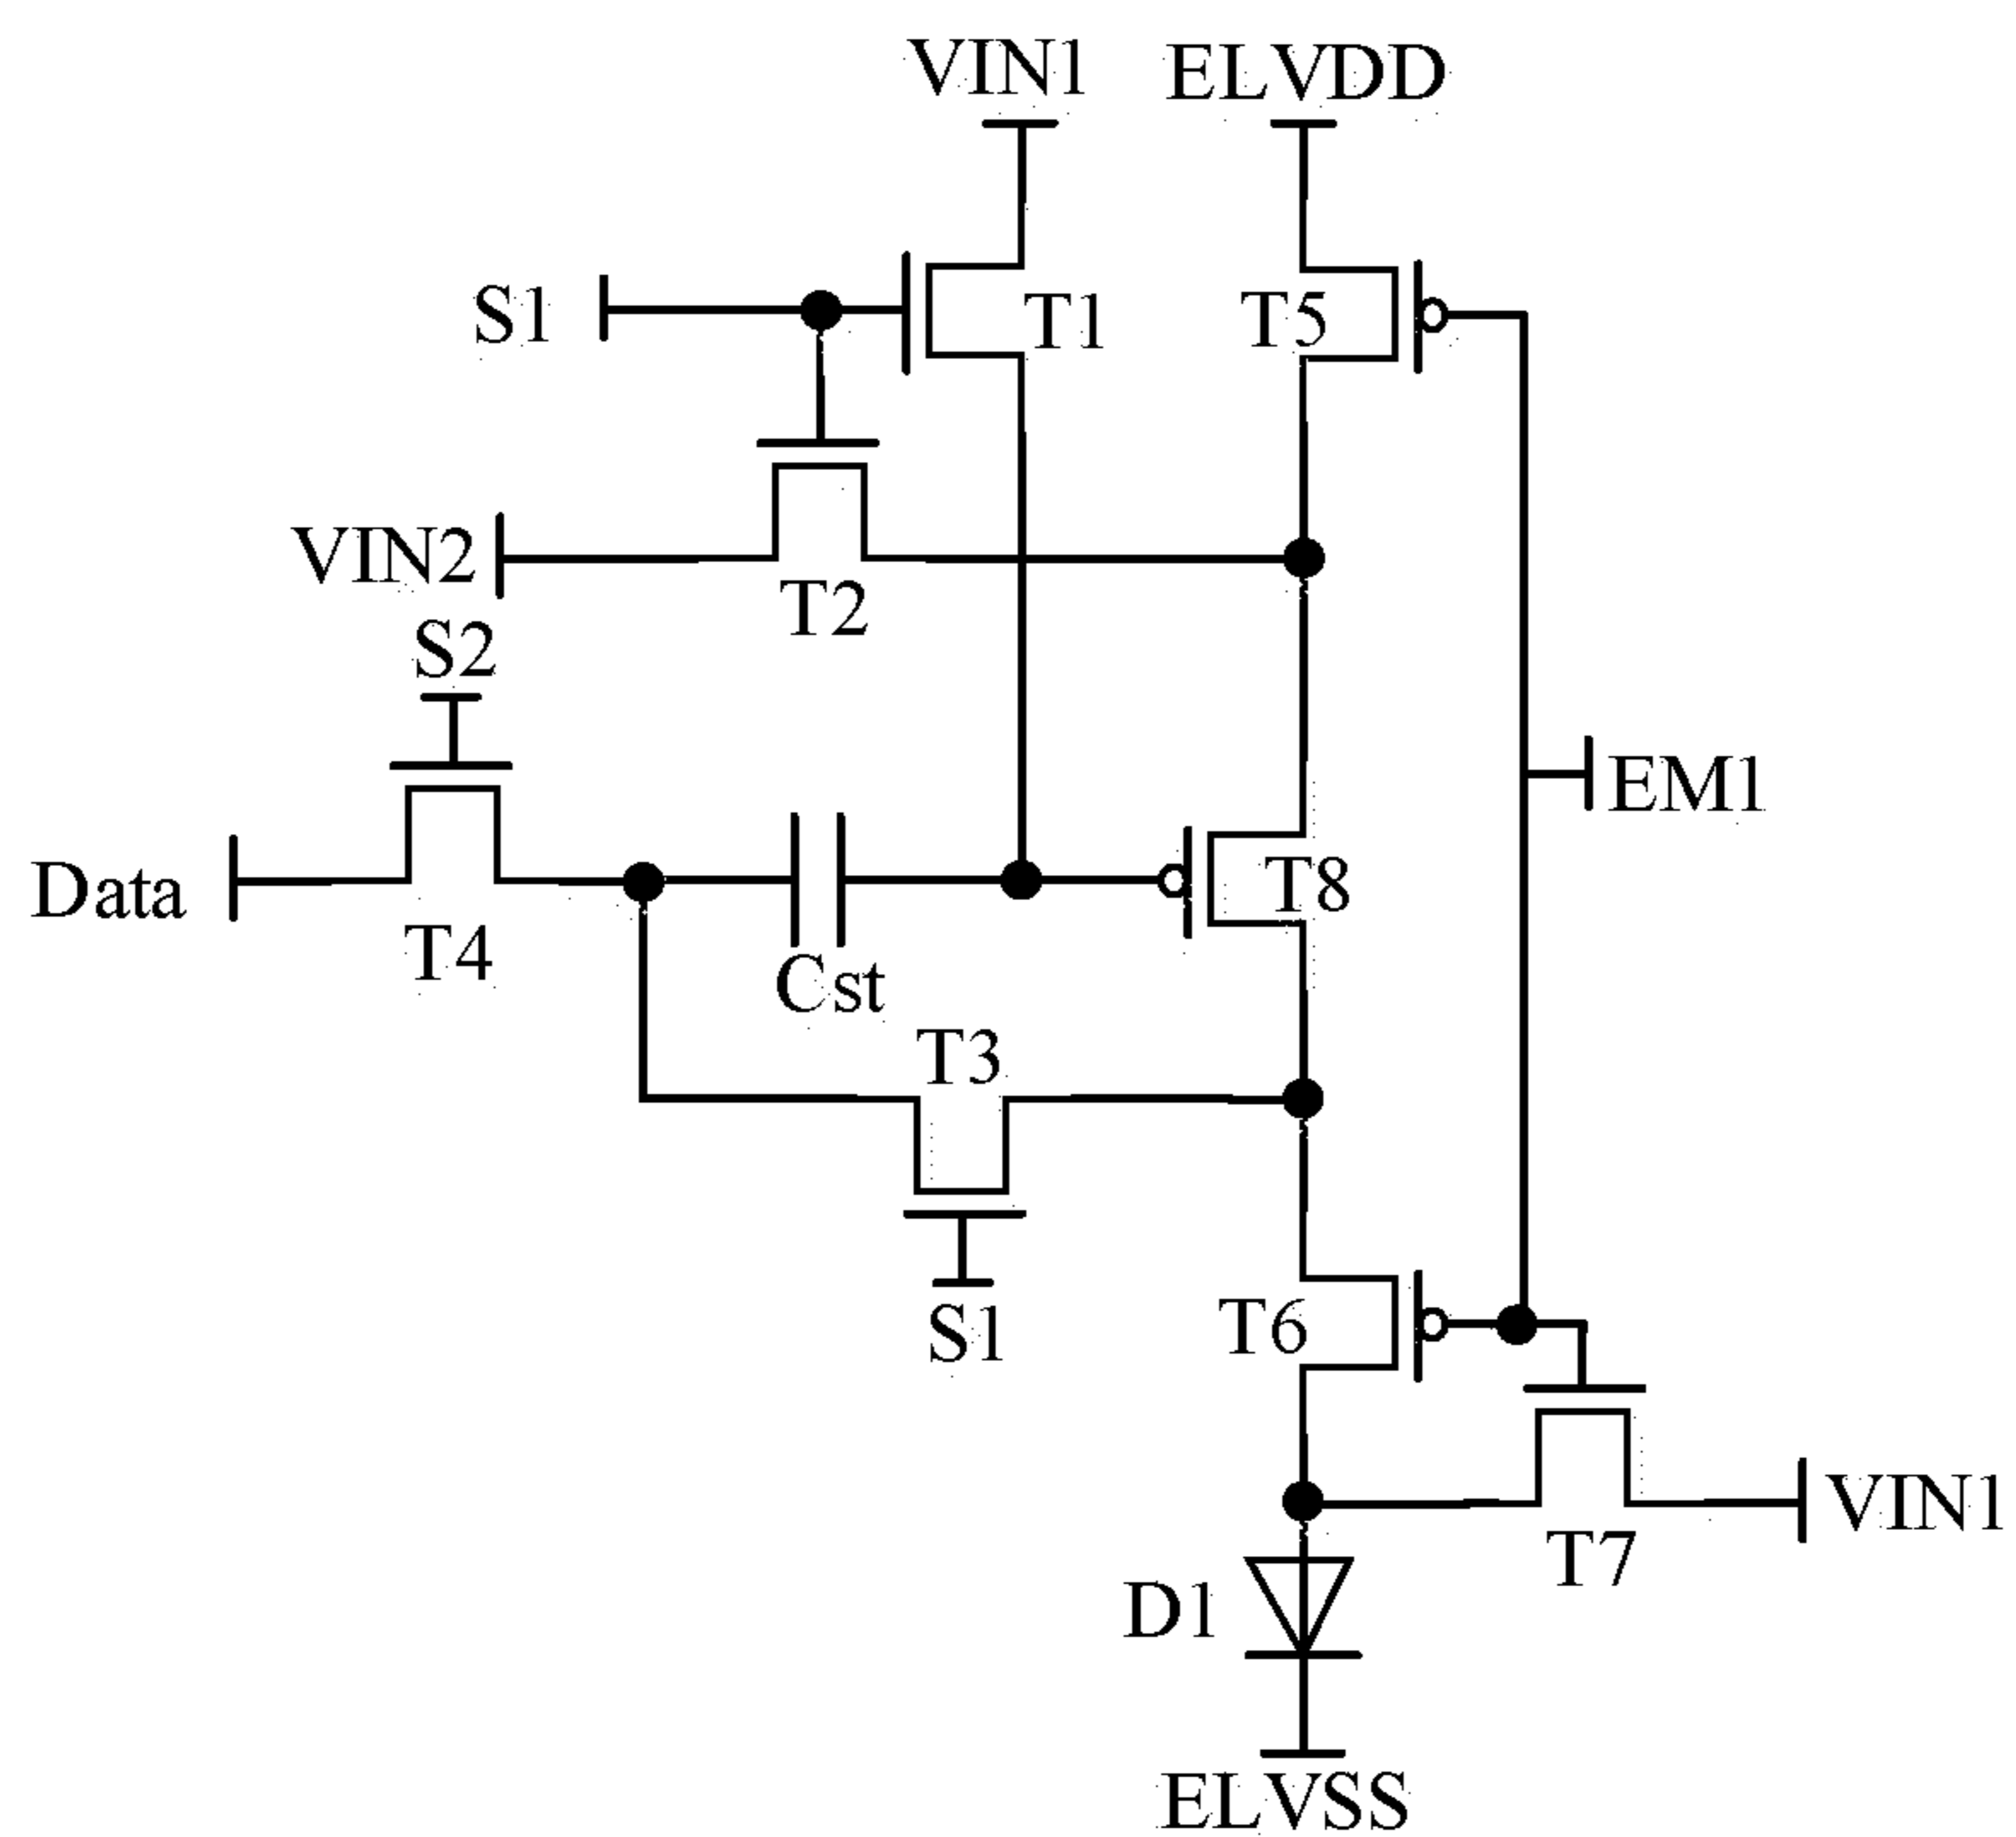 VIN1 ELVDD
S1 T1 T5
VIN2 T2
S2
EM1
Data T4 Cst T8
T3
S1
T6
VIN1
T7
D1
ELVSS